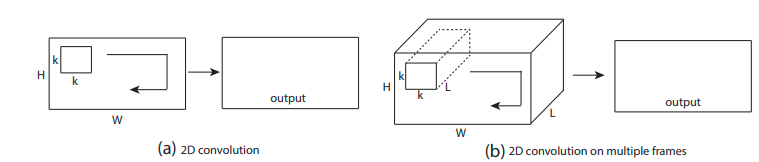 k
k
H
W
output
(a) 2D convolution
k
k
L
H
W
L
output
(b) 2D convolution on multiple frames